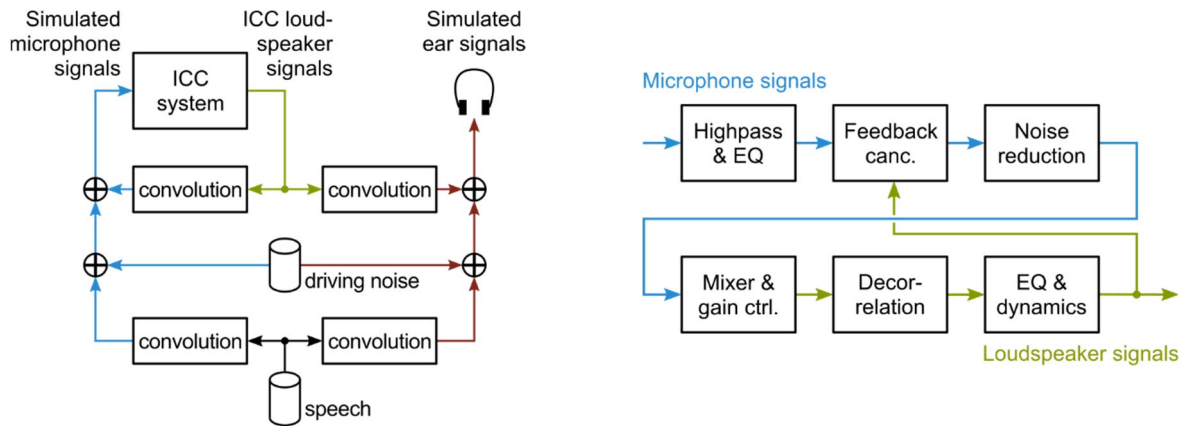 Simulated
microphone
signals
ICC loud-
speaker
signals
Simulated
ear signals
ICC
system
convolution
convolution
driving noise
convolution
convolution
speech
Microphone signals
Highpass
& EQ
Feedback
canc.
Noise
reduction
Mixer &
gain ctrl.
Decor-
relation
EQ &
dynamics
Loudspeaker signals